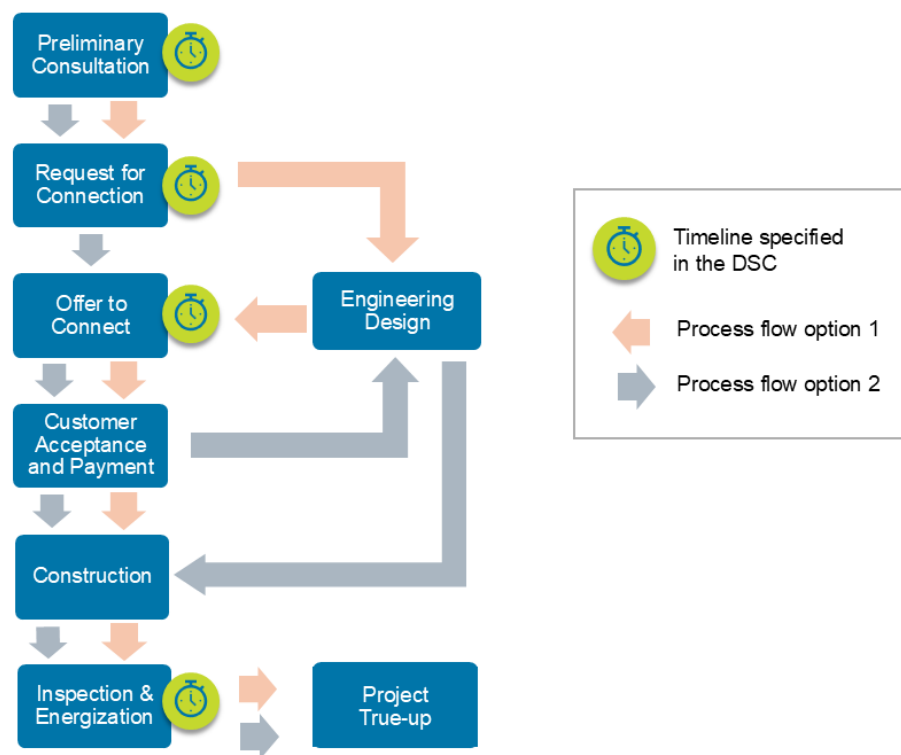 Preliminary
Consultation
Request for
Connection
Offer to
Connect
Engineering
Design
Customer
Acceptance
and Payment
Construction
Inspection &
Energization
Project
True-up
Timeline specified
in the DSC
Process flow option 1
Process flow option 2